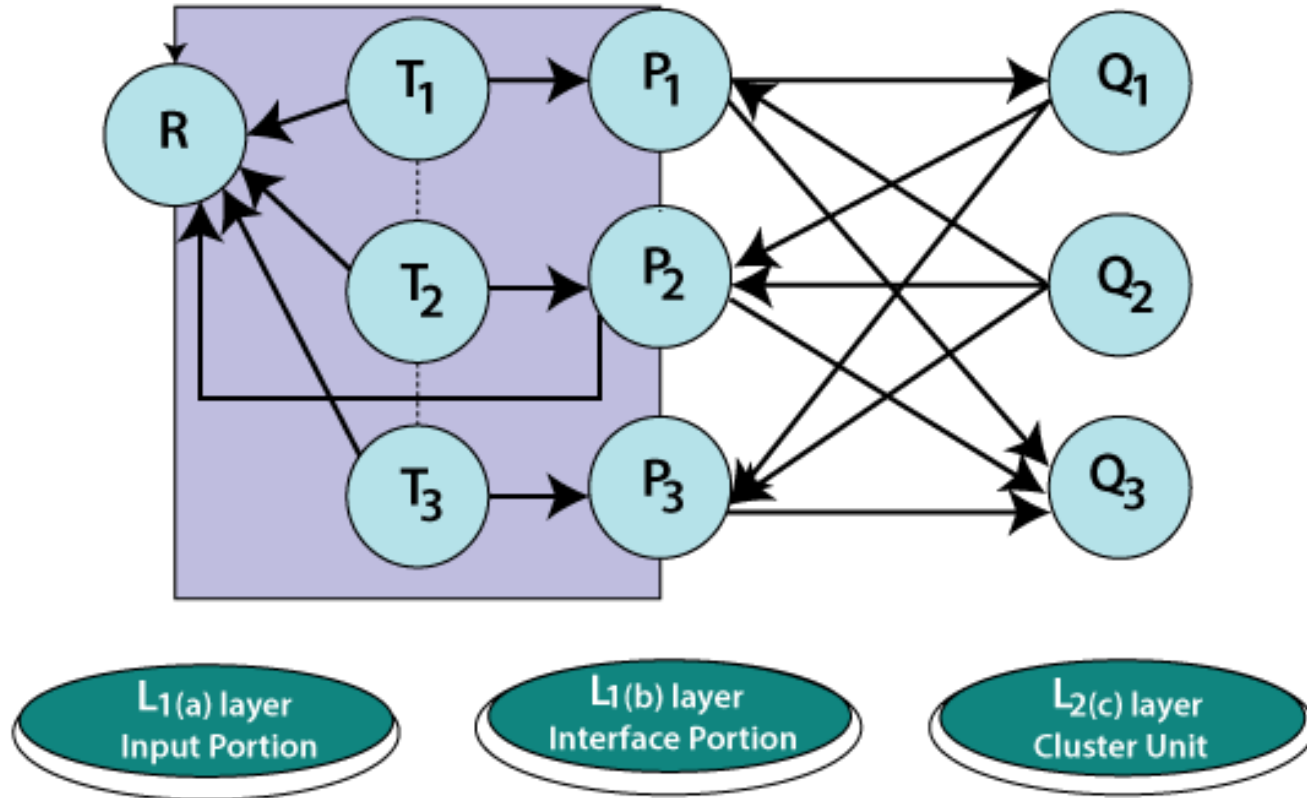 R
T1
P1
Q1
T2
P2
Q2
T3
P3
Q3
L1(a) layer
Input Portion
L1(b) layer
Interface Portion
L2(c) layer
Cluster Unit